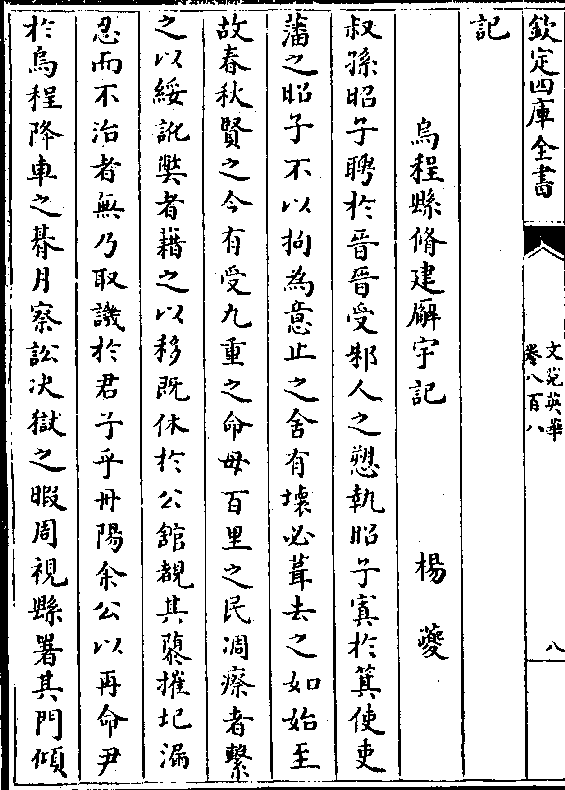 欽定四庫全書
文苑英華
卷八百八
八
記
烏程縣脩建廨宇記 楊夔
叔孫昭子聘於晉晉受邾人之愬執昭子寘於箕使吏
藩之昭子不以拘為意止之舍有壊必葺去之如始至
故春秋賢之今有受九重之命毋百里之民凋瘵者繫
之以綏訛獘者藉之以移既休於公舘覩其隳摧圮漏
忍而不治者無乃取譏於君子乎丹陽余公以再命尹
於烏程降車之朞月察訟决獄之暇周視縣署其門傾